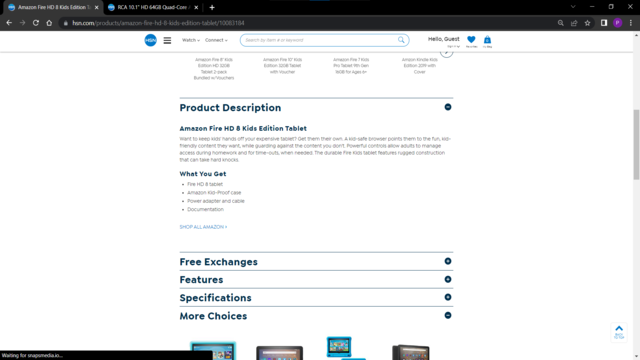 Amazon Fire HD 8 Kids Edition T
RCA 10.1" HD 64GB Quad-Core
hsn.com/products/amazon-fire-hd-8-kids-edition-tablet/10083184
P
HSN
Watch
Connect
Search by item # or keyword
Hello, Guest
Amazon Fire 8" Kids
Edition HD 32GB
Tablet 2-pack
Bundled w/Vouchers
Amazon Fire 10" Kids
Edition 32GB Tablet
with Voucher
Amazon Fire 7 Kids
Pro Tablet 9th Gen
16GB for Ages 6+
Amazon Kindle Kids
Edition 2019 with
Cover
Product Description
Amazon Fire HD 8 Kids Edition Tablet
Want to keep kids' hands off your expensive tablet? Get them their own. A kid-safe browser points them to the fun, kid-
friendly content they want, while guarding against the content you don't. Powerful controls allow adults to manage
access during homework and for time-outs, when needed. The durable Fire Kids tablet features rugged construction
that can take hard knocks.
What You Get
• Fire HD 8 tablet
• Amazon Kid-Proof case
• Power adapter and cable
• Documentation
SHOP ALL AMAZON >
Free Exchanges
Features
Specifications
More Choices
BACK
TO TOP
Waiting for snapsmedia.io...